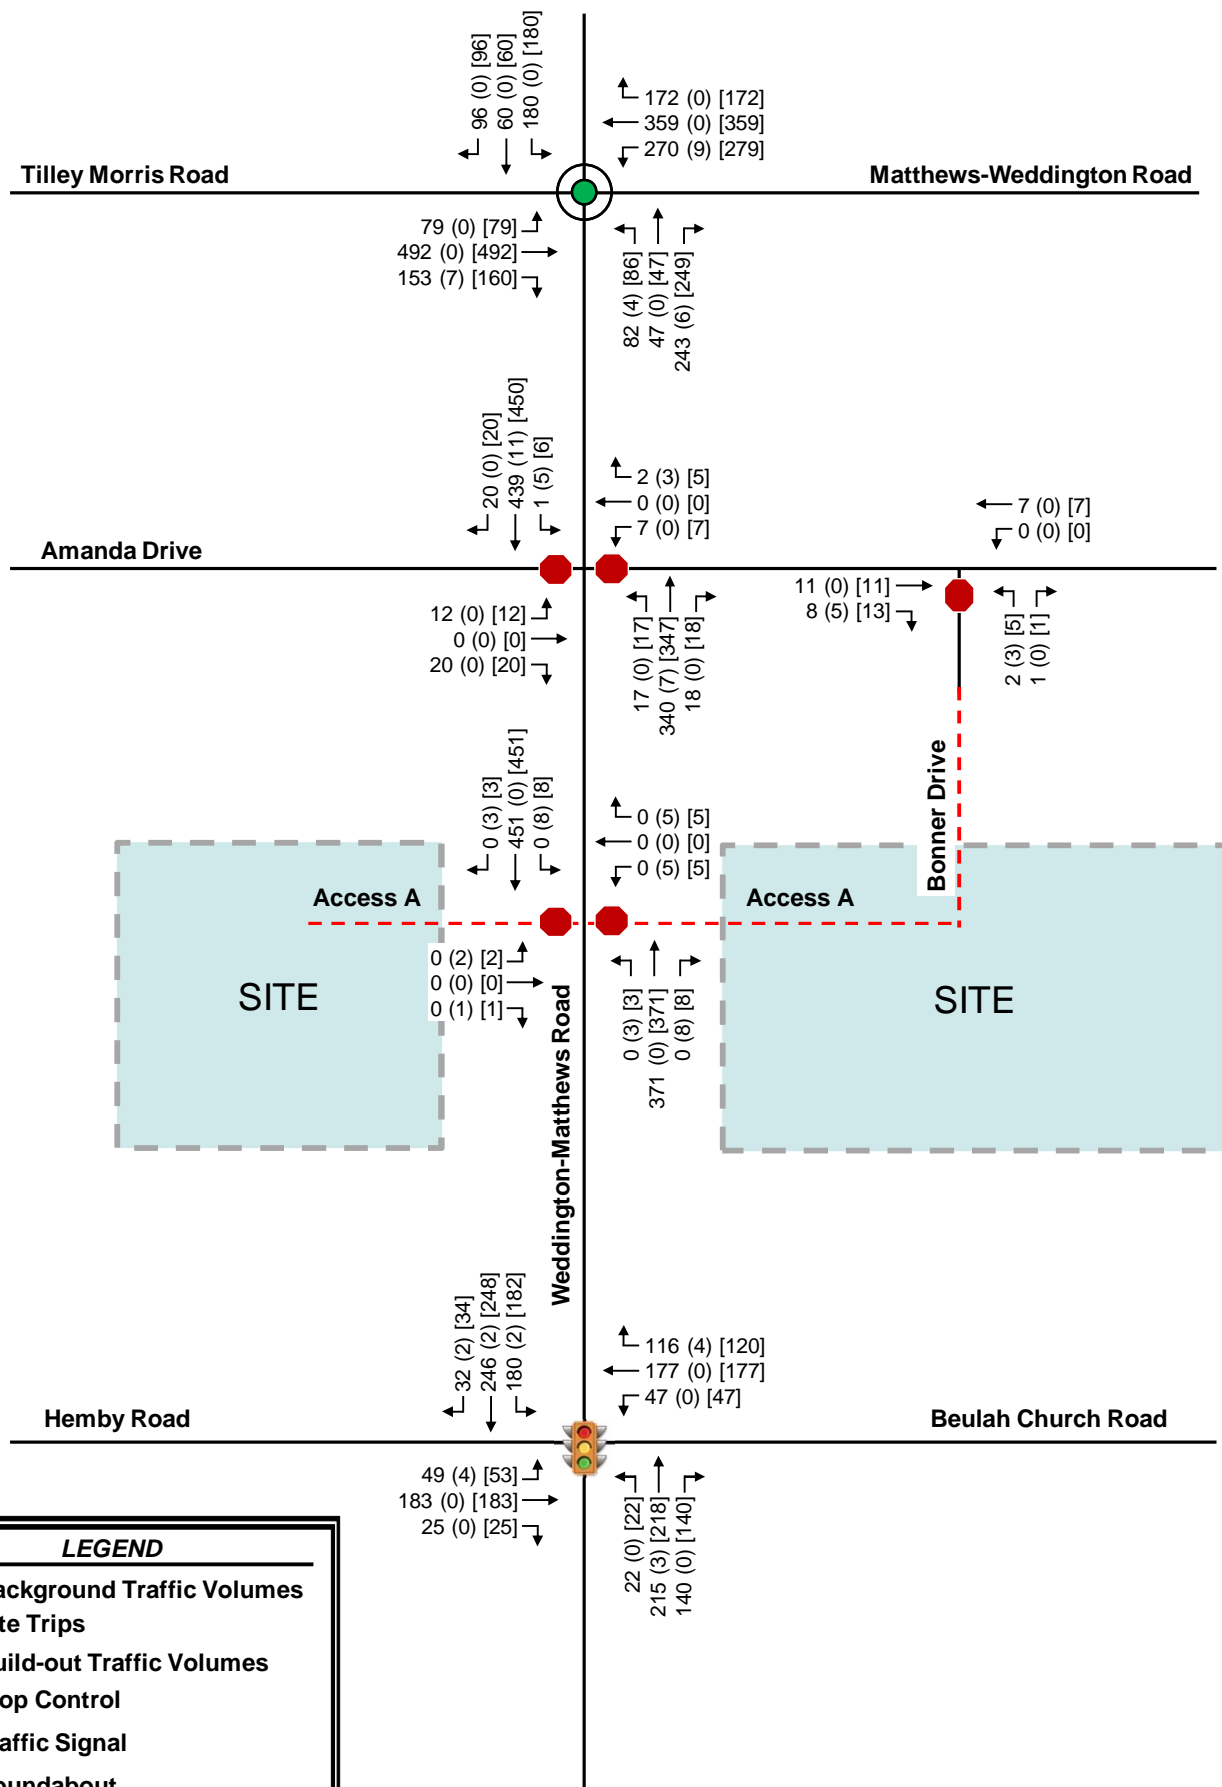 96 (0) [96]
60 (0) [60]
180 (0) [180]
172 (0) [172]
359 (0) [359]
270 (9) [279]
Tilley Morris Road
Matthews-Weddington Road
79 (0) [79]
492 (0) [492]
153 (7) [160]
82 (4) [86]
47 (0) [47]
243 (6) [249]
20 (0) [20]
439 (11) [450]
1 (5) [6]
2 (3) [5]
0 (0) [0]
7 (0) [7]
7 (0) [7]
0 (0) [0]
Amanda Drive
12 (0) [12]
0 (0) [0]
20 (0) [20]
17 (0) [17]
340 (7) [347]
18 (0) [18]
11 (0) [11]
8 (5) [13]
2 (3) [5]
1 (0) [1]
Bonner Drive
0 (3) [3]
451 (0) [451]
0 (8) [8]
0 (5) [5]
0 (0) [0]
0 (5) [5]
Access A
Access A
0 (2) [2]
0 (0) [0]
0 (1) [1]
0 (3) [3]
371 (0) [371]
0 (8) [8]
SITE
SITE
Weddington-Matthews Road
32 (2) [34]
246 (2) [248]
180 (2) [182]
116 (4) [120]
177 (0) [177]
47 (0) [47]
Hemby Road
Beulah Church Road
49 (4) [53]
183 (0) [183]
25 (0) [25]
22 (0) [22]
215 (3) [218]
140 (0) [140]
LEGEND
ackground Traffic Volumes
te Trips
uild-out Traffic Volumes
op Control
affic Signal
oundabout